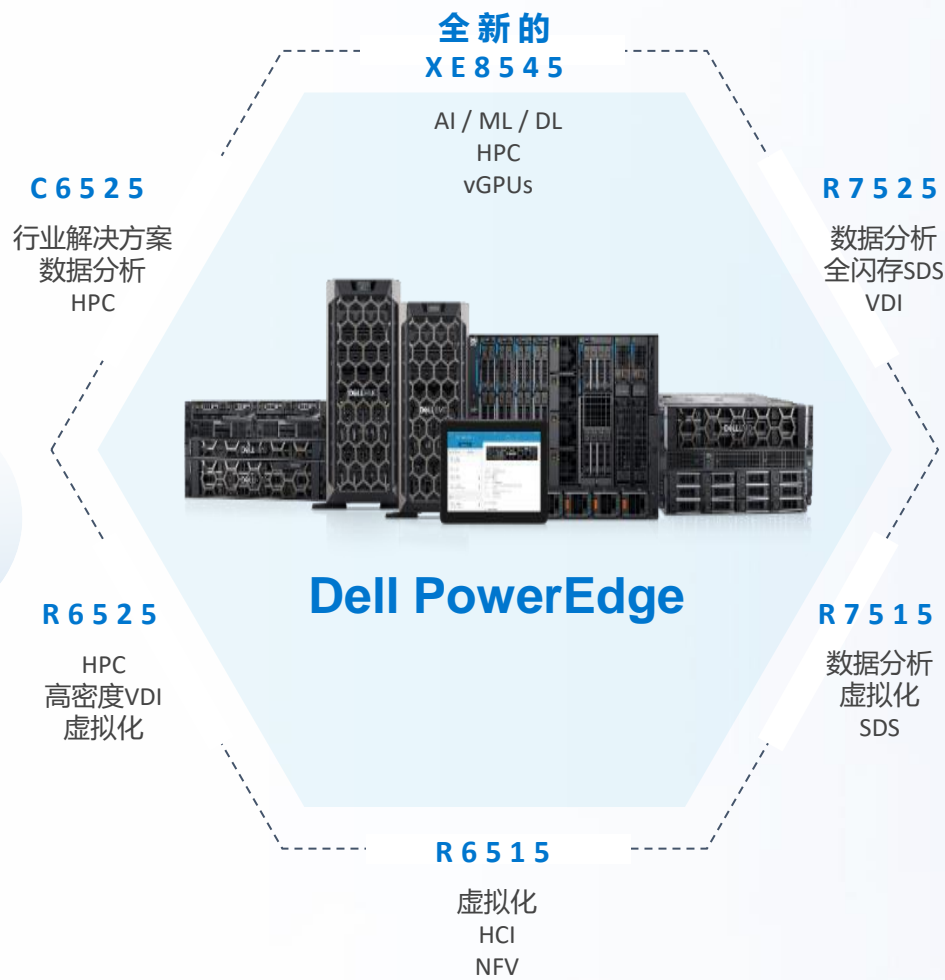 全新的
XE8545
AI / ML / DL
HPC
vGPUs
C6525
行业解决方案
数据分析
HPC
R7525
数据分析
全闪存SDS
VDI
Dell PowerEdge
R6525
HPC
高密度VDI
虚拟化
R7515
数据分析
虚拟化
SDS
R6515
虚拟化
HCI
NFV